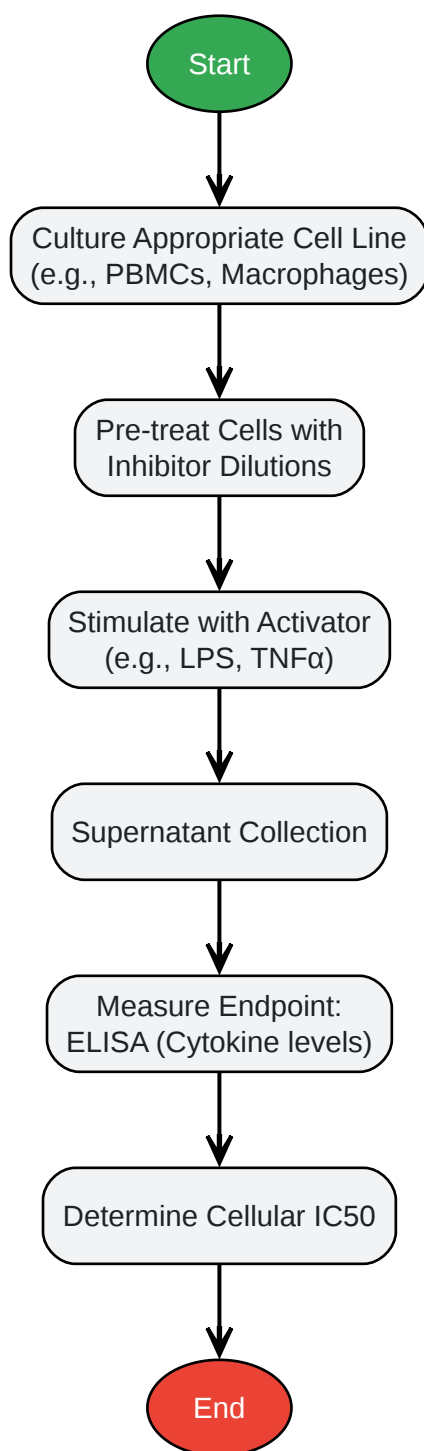 Start
Culture Appropriate Cell Line
(e.g., PBMCs, Macrophages)
Pre-treat Cells with
Inhibitor Dilutions
Stimulate with Activator
(e.g., LPS, TNFα)
Supernatant Collection
Measure Endpoint:
ELISA (Cytokine levels)
Determine Cellular IC50
End